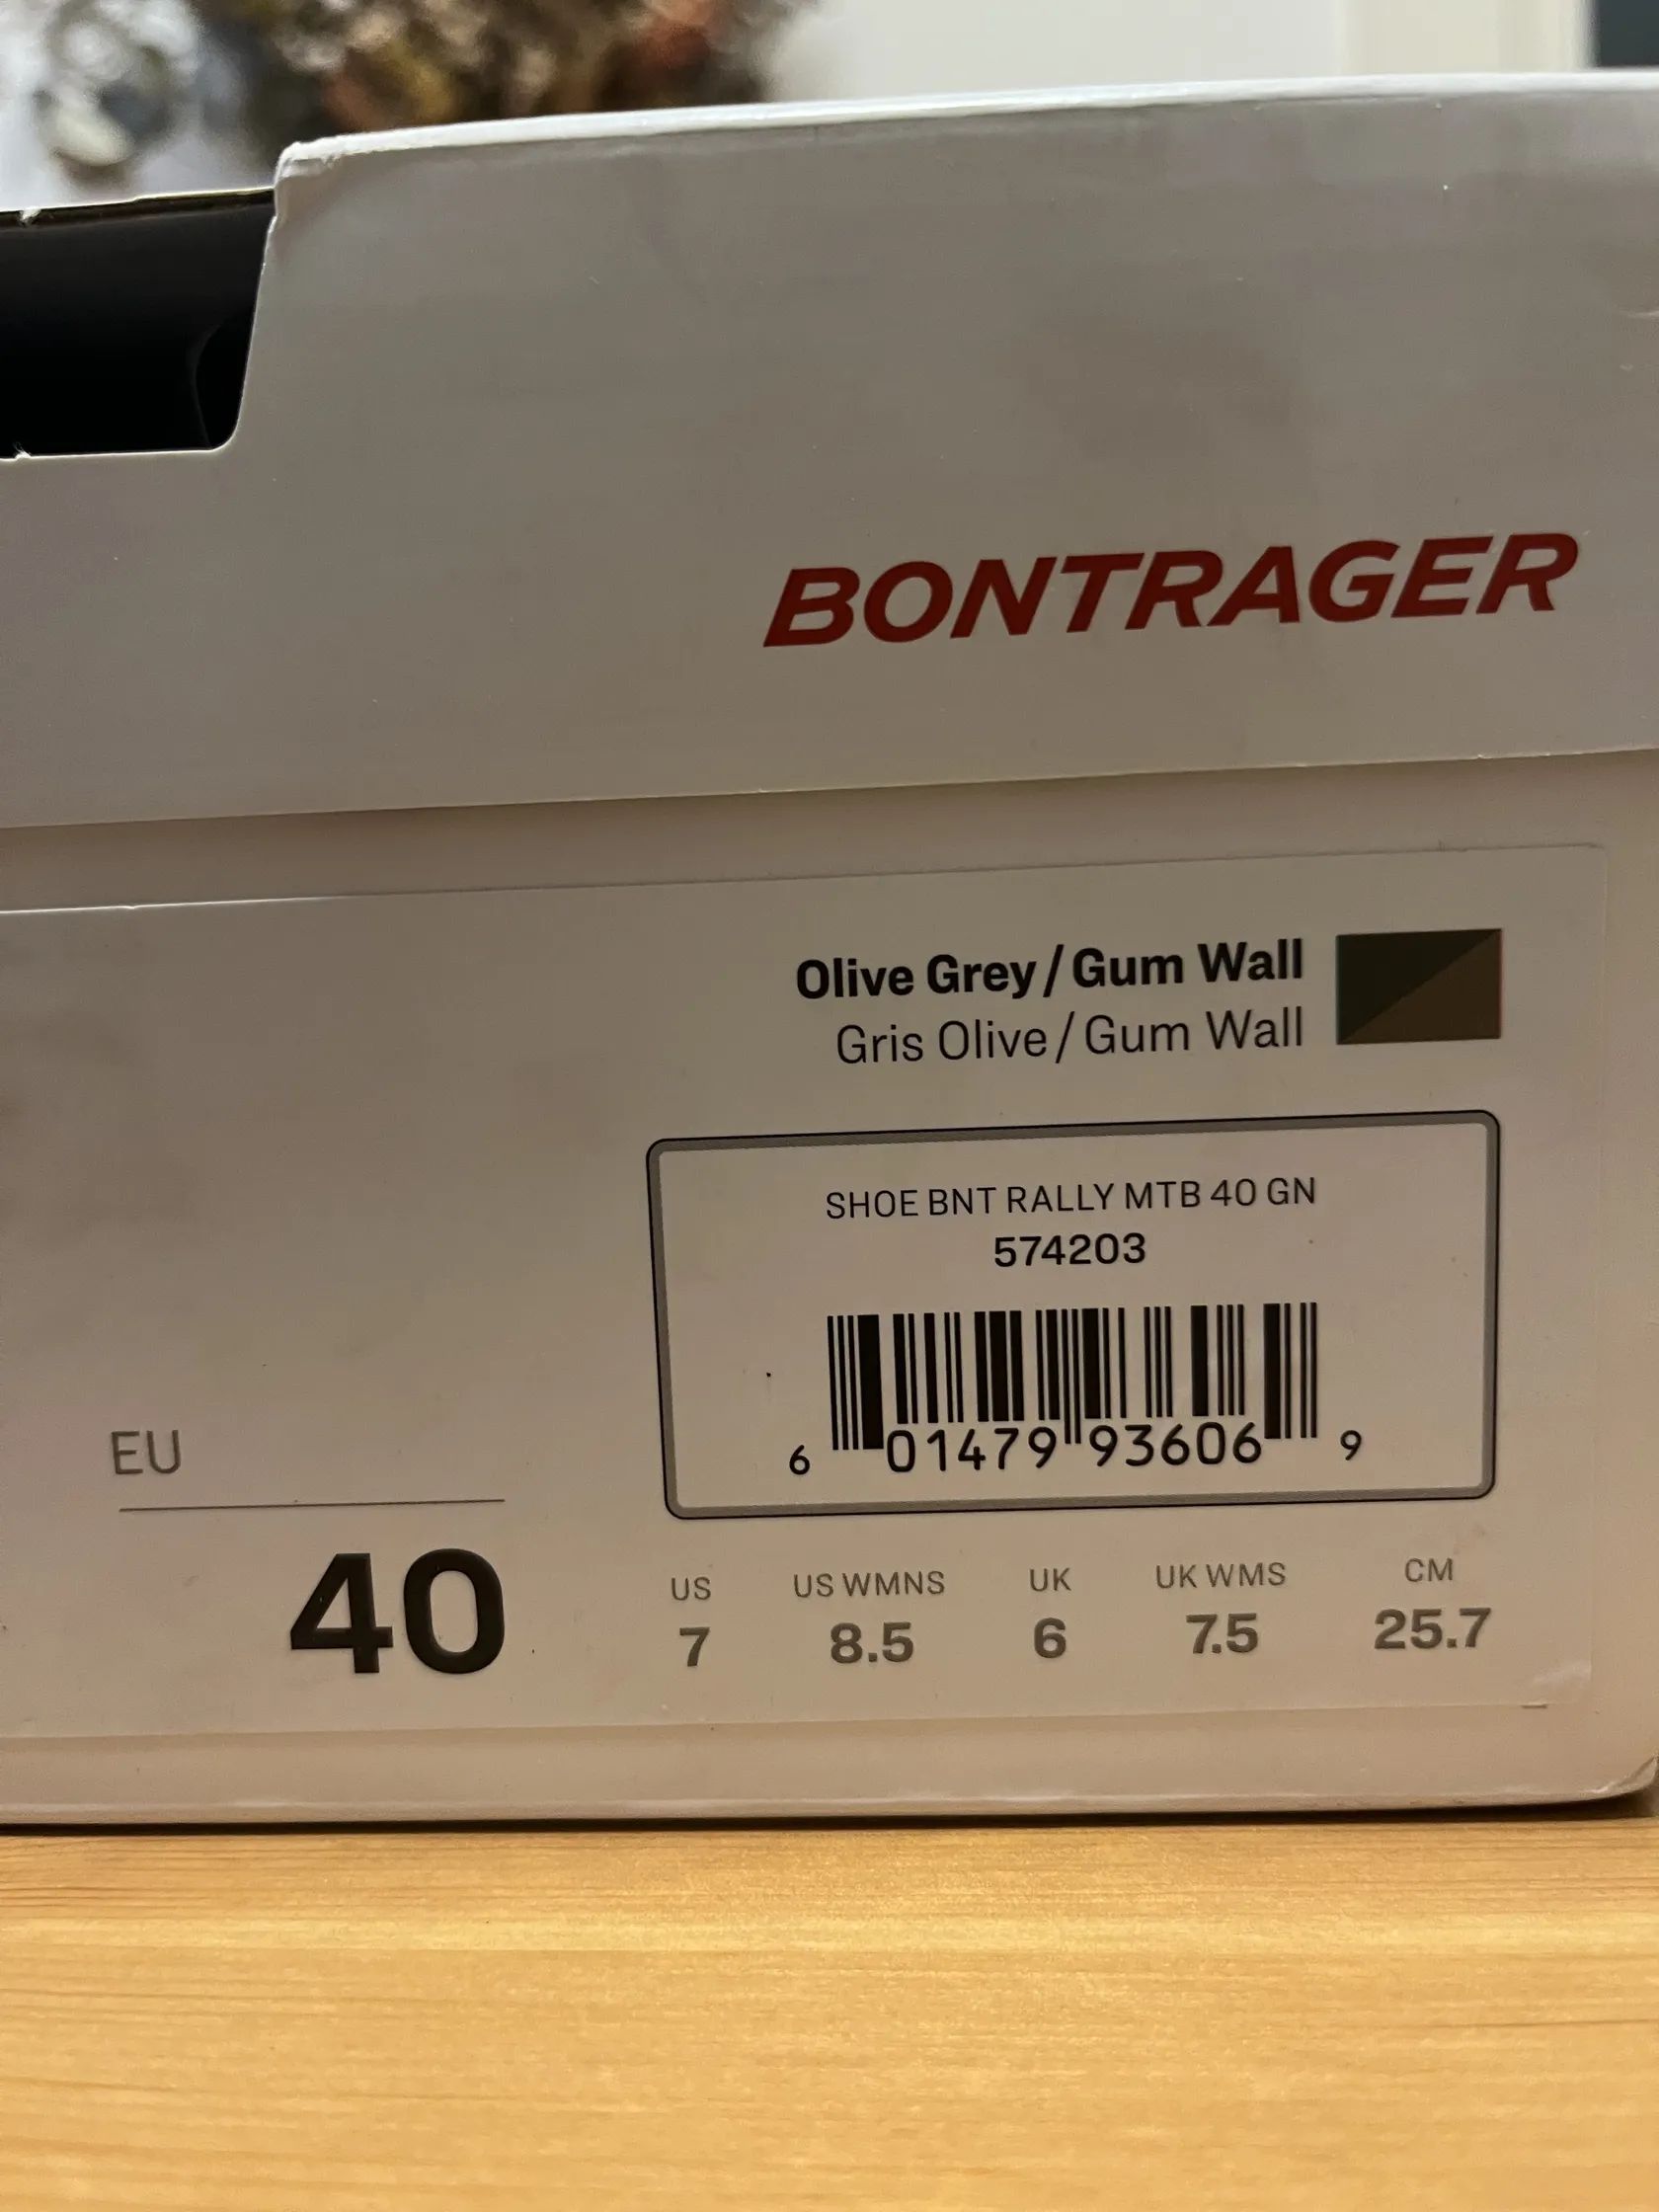 BONTRAGER
Olive Grey/Gum Wall
Gris Olive/Gum Wall
SHOE BNT RALLY MTB 40 GN
574203
6 01479 93606 9
EU
40
US US WMNS UK UK WMS CM
7 8.5 6 7.5 25.7